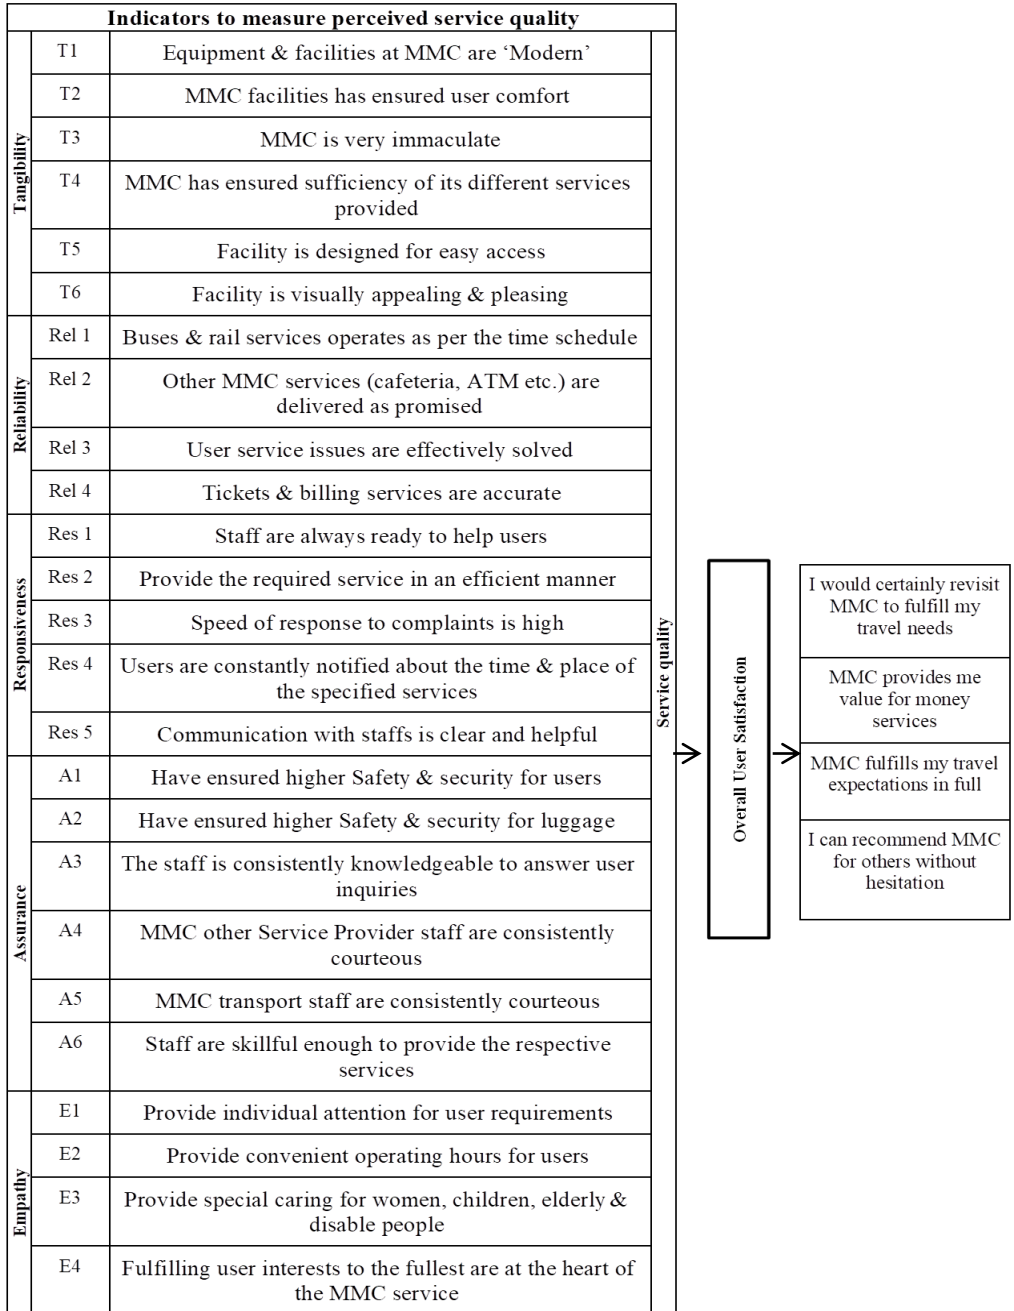 Indicators to measure perceived service quality
Tangibility
T1
Equipment & facilities at MMC are ‘Modern’
T2
MMC facilities has ensured user comfort
T3
MMC is very immaculate
T4
MMC has ensured sufficiency of its different services
provided
T5
Facility is designed for easy access
T6
Facility is visually appealing & pleasing
Reliability
Rel 1
Buses & rail services operates as per the time schedule
Rel 2
Other MMC services (cafeteria, ATM etc.) are
delivered as promised
Rel 3
User service issues are effectively solved
Rel 4
Tickets & billing services are accurate
Responsiveness
Res 1
Staff are always ready to help users
Res 2
Provide the required service in an efficient manner
Res 3
Speed of response to complaints is high
Res 4
Users are constantly notified about the time & place of
the specified services
Res 5
Communication with staffs is clear and helpful
Assurance
A1
Have ensured higher Safety & security for users
A2
Have ensured higher Safety & security for luggage
A3
The staff is consistently knowledgeable to answer user
inquiries
A4
MMC other Service Provider staff are consistently
courteous
A5
MMC transport staff are consistently courteous
A6
Staff are skillful enough to provide the respective
services
Empathy
E1
Provide individual attention for user requirements
E2
Provide convenient operating hours for users
E3
Provide special caring for women, children, elderly &
disable people
E4
Fulfilling user interests to the fullest are at the heart of
the MMC service
Service quality
Overall User Satisfaction
I would certainly revisit
MMC to fulfill my
travel needs
MMC provides me
value for money
services
MMC fulfills my travel
expectations in full
I can recommend MMC
for others without
hesitation